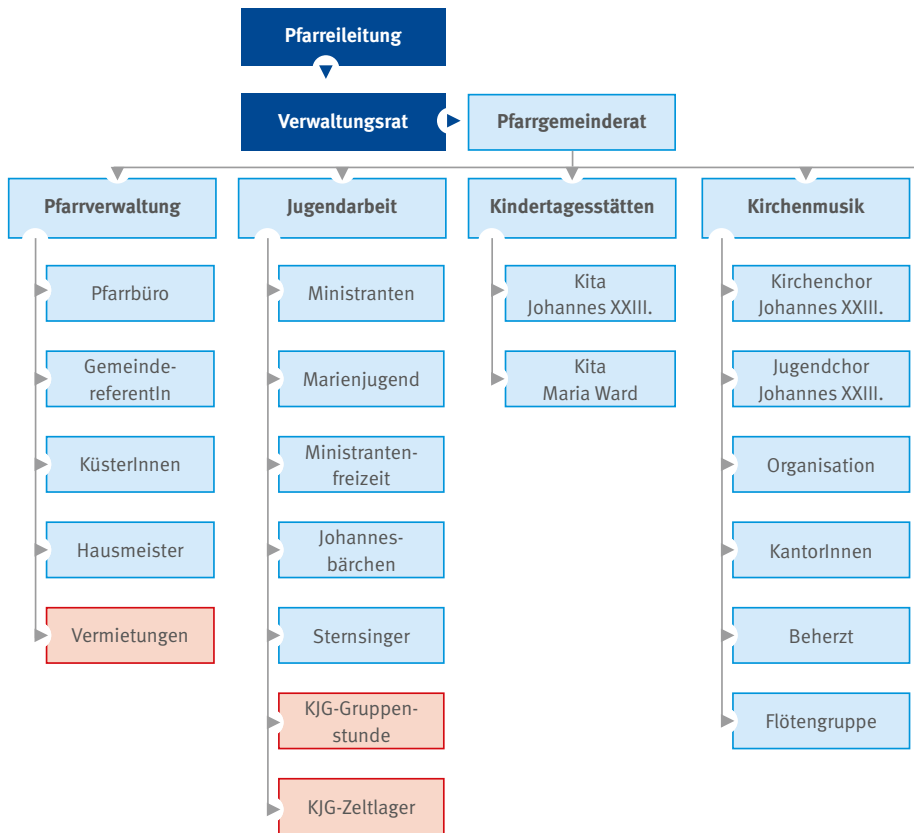 Pfarreileitung
Verwaltungsrat
Pfarrgemeinderat
Pfarrverwaltung
Pfarrbüro
Gemeinde-
referentIn
KüsterInnen
Hausmeister
Vermietungen
Jugendarbeit
Ministranten
Marienjugend
Ministranten-
freizeit
Johannes-
bärchen
Sternsinger
KJG-Gruppen-
stunde
KJG-Zeltlager
Kindertagesstätten
Kita
Johannes XXIII.
Kita
Maria Ward
Kirchenmusik
Kirchenchor
Johannes XXIII.
Jugendchor
Johannes XXIII.
Organisation
KantorInnen
Beherzt
Flötengruppe